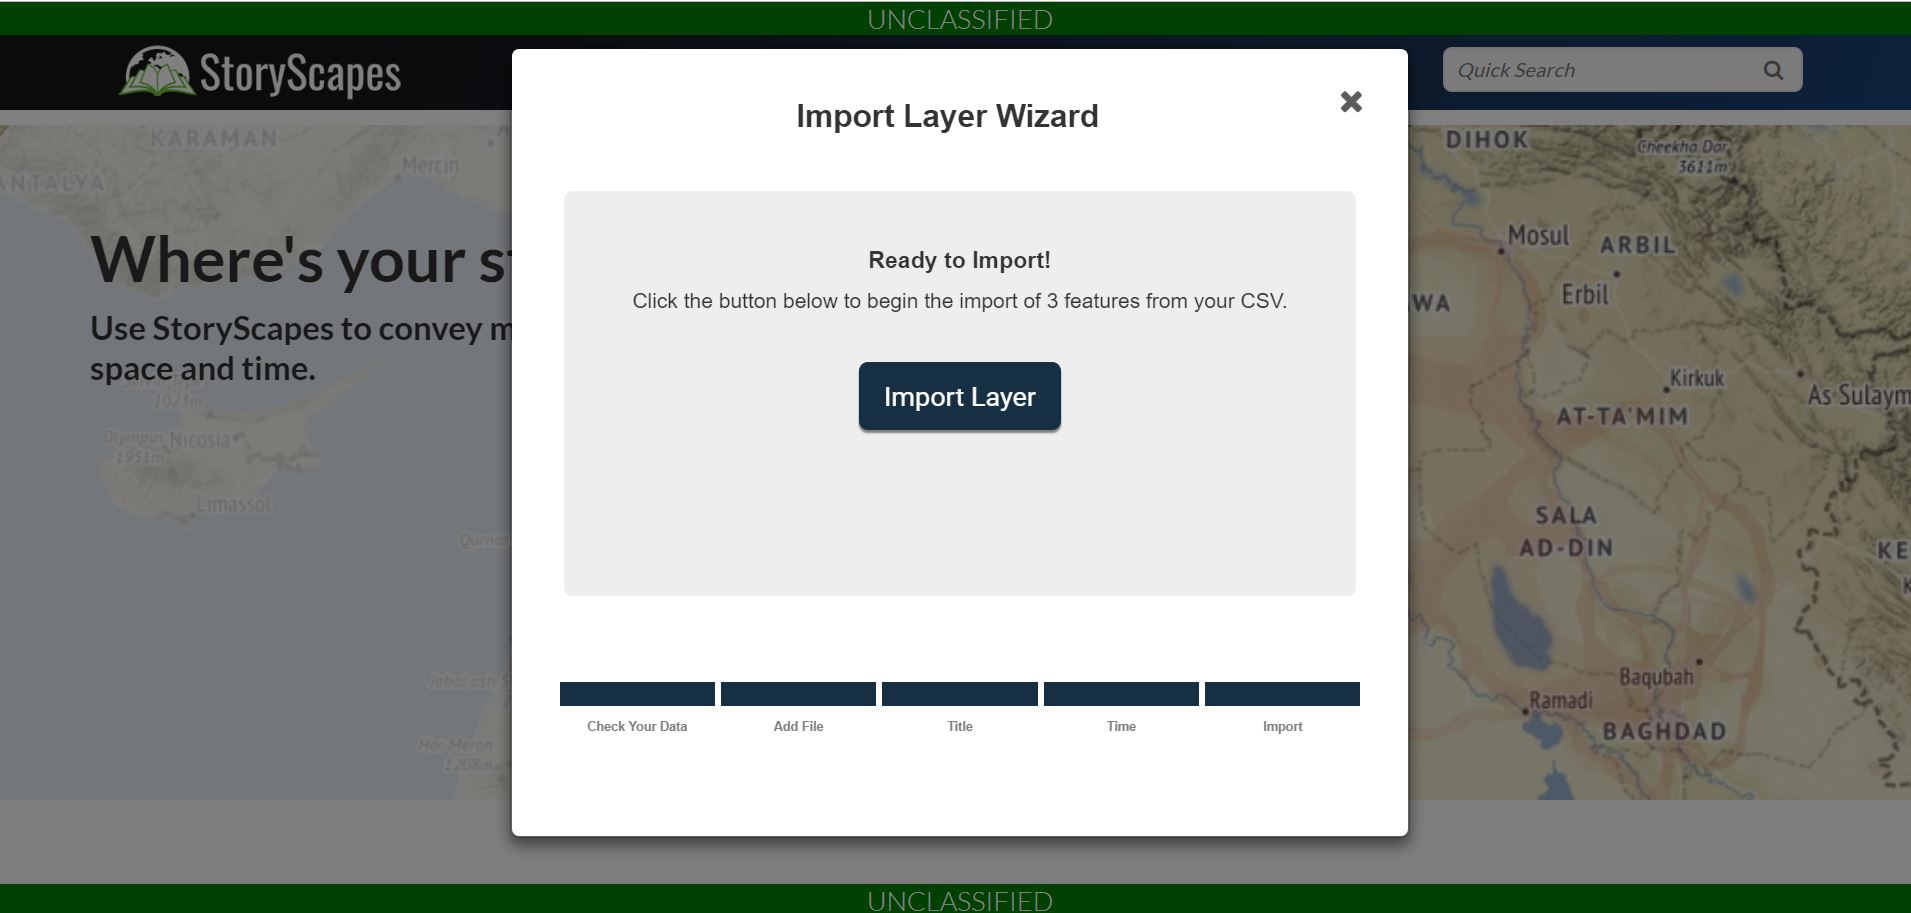 UNCLASSIFIED
StoryScapes
Quick Search
Import Layer Wizard
Ready to Import!
Click the button below to begin the import of 3 features from your CSV.
Import Layer
Check Your Data
Add File
Title
Time
Import
Where's your
Use StoryScapes to convey
space and time.
KARAMAN
Mercin
ANTALYA
1023m
Olympus
1951m
Nicosia
Limassol
Jabal ash
Har Meron
1208m
DIHOK
Cheekha Dar
3611m
Mosul
ARBIL
Erbil
Kirkuk
As Sulaym
AT-TA'MIM
SALA
AD-DIN
Baqubah
Ramadi
BAGHDAD
UNCLASSIFIED